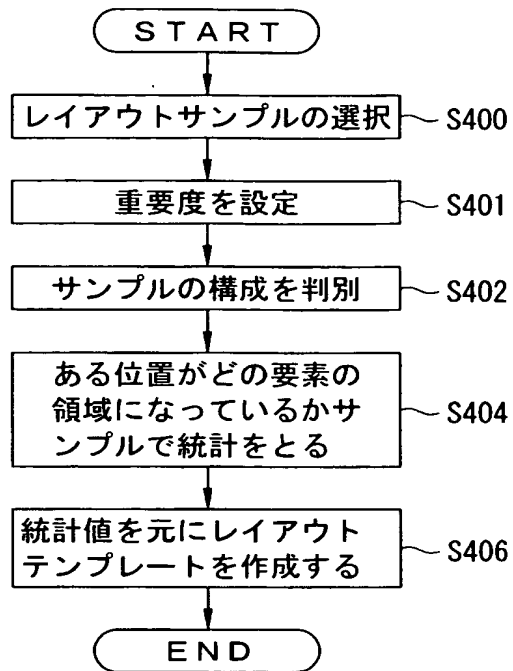 START
レイアウトサンプルの選択 S400
重要度を設定 S401
サンプルの構成を判別 S402
ある位置がどの要素の
領域になっているかサ S404
ンプルで統計をとる
統計値を元にレイアウト
テンプレートを作成する S406
END